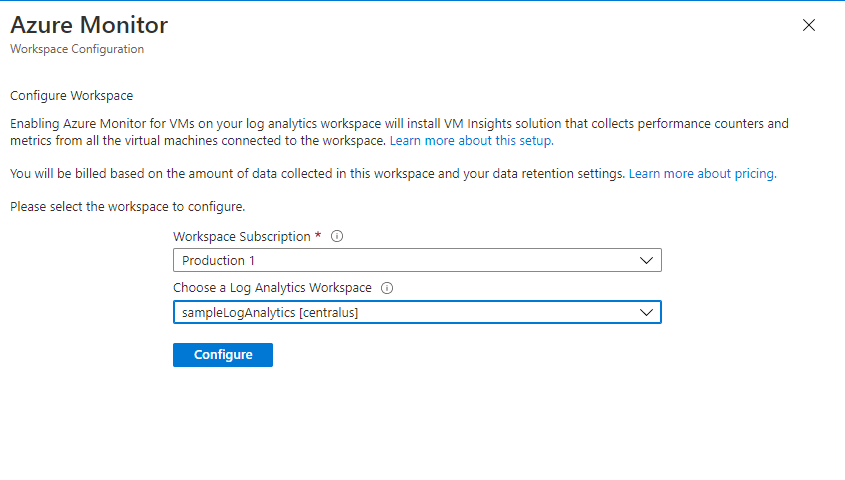 Azure Monitor
Workspace Configuration
Configure Workspace
Enabling Azure Monitor for VMs on your log analytics workspace will install VM Insights solution that collects performance counters and
metrics from all the virtual machines connected to the workspace. Learn more about this setup.
You will be billed based on the amount of data collected in this workspace and your data retention settings. Learn more about pricing.
Please select the workspace to configure.
Workspace Subscription *
Production 1
Choose a Log Analytics Workspace
sampleLogAnalytics [centralus]
Configure